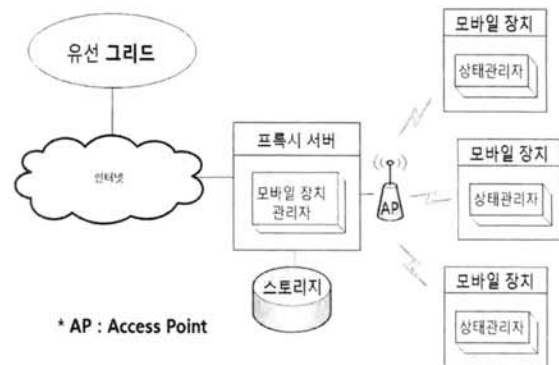 유선 그리드
인터넷
프록시 서버
모바일 장치
관리자
스토리지
AP
모바일 장치
상태관리자
모바일 장치
상태관리자
모바일 장치
상태관리자
* AP : Access Point